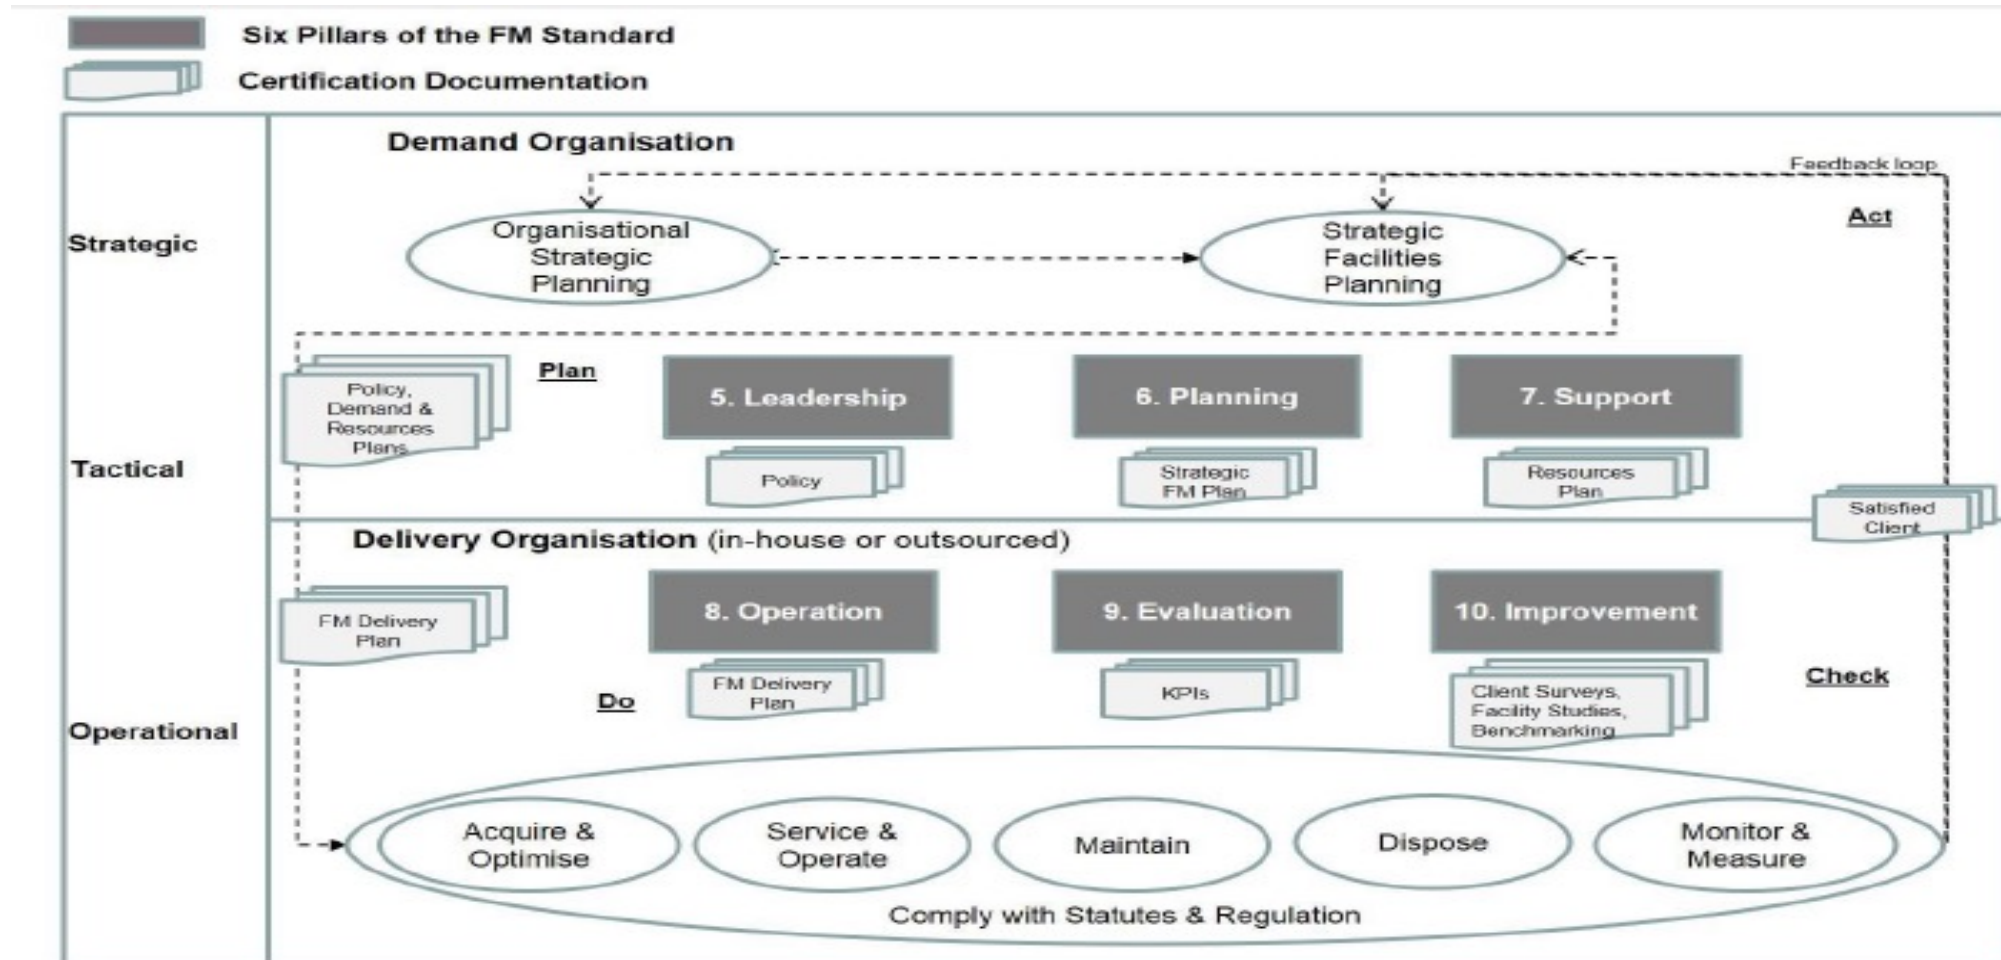 Six Pillars of the FM Standard
Certification Documentation
Demand Organisation
Feedback loop
Act
Strategic
Organisational
Strategic
Planning
Strategic
Facilities
Planning
Plan
Policy,
Demand &
Resources
Plans
5. Leadership
6. Planning
7. Support
Tactical
Policy
Strategic
FM Plan
Resources
Plan
Satisfied
Client
Delivery Organisation (in-house or outsourced)
FM Delivery
Plan
8. Operation
9. Evaluation
10. Improvement
Do
FM Delivery
Plan
KPIs
Client Surveys,
Facility Studies,
Benchmarking
Check
Operational
Acquire &
Optimise
Service &
Operate
Maintain
Dispose
Monitor &
Measure
Comply with Statutes & Regulation